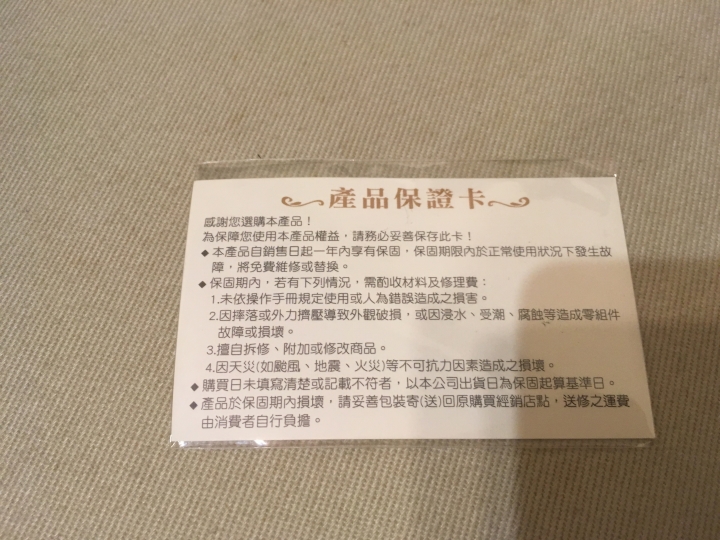 產品保證卡
感謝您選購本產品！
為保障您使用本產品權益，請務必妥善保存此卡！
◆本產品自銷售日起一年內享有保固，保固期限內於正常使用狀況下發生故
障，將免費維修或替換。
◆保固期內，若有下列情況，需酌收材料及修理費：
1.未依操作手冊規定使用或人為錯誤造成之損害。
2.因摔落或外力擠壓導致外觀破損，或因浸水、受潮、腐蝕等造成零組件
故障或損壞。
3.擅自拆修、附加或修改商品。
4.因天災(如颱風、地震、火災)等不可抗力因素造成之損壞。
◆購買日未填寫清楚或記載不符者，以本公司出貨日為保固起算基準日。
◆產品於保固期內損壞，請妥善包裝寄(送)回原購買經銷店點，送修之運費
由消費者自行負擔。